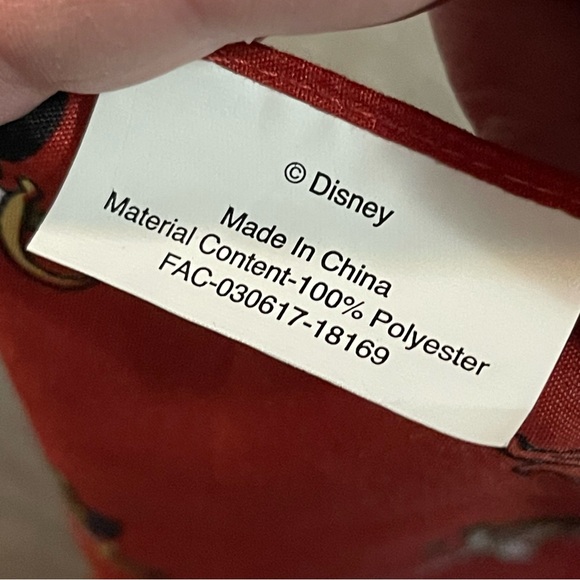 © Disney
Made In China
Material Content-100% Polyester
FAC-030617-18169